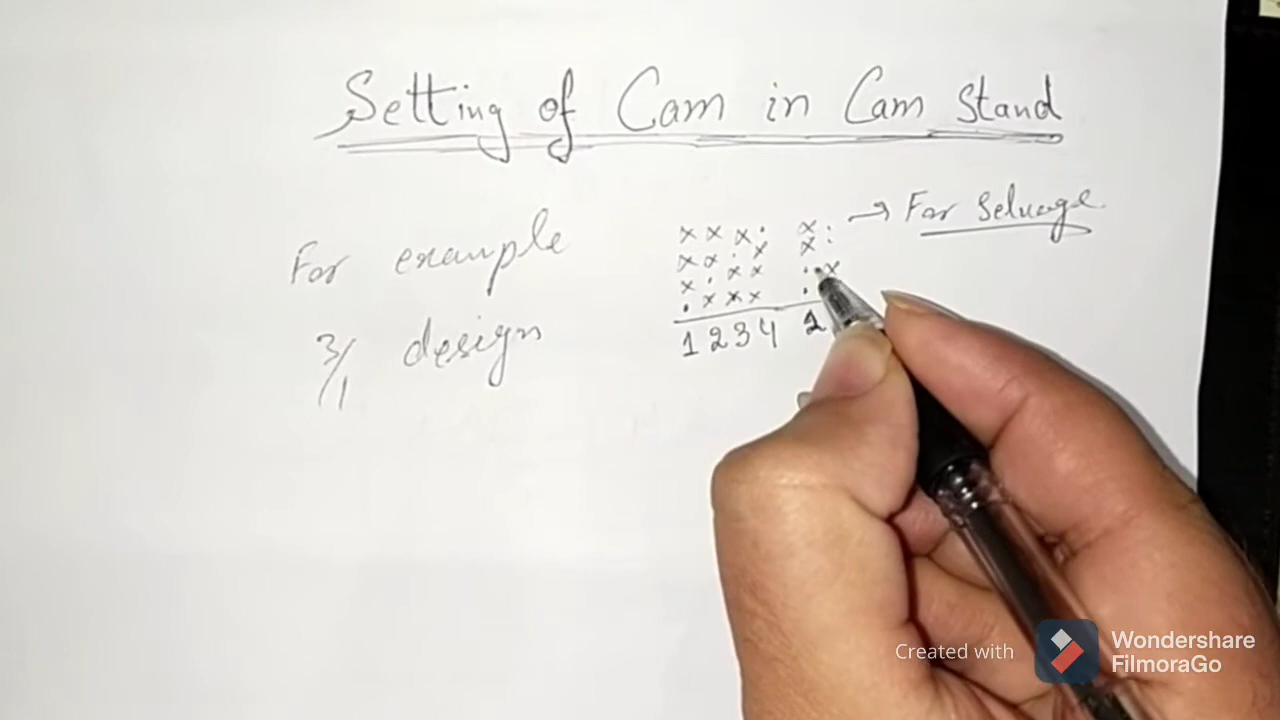 Setting of Cam in Cam Stand
For example
3/1 design
x x x . x . → For Selvage
x x . x x .
x . x x . x
. x x x .
1 2 3 4 1
Created with Wondershare FilmoraGo